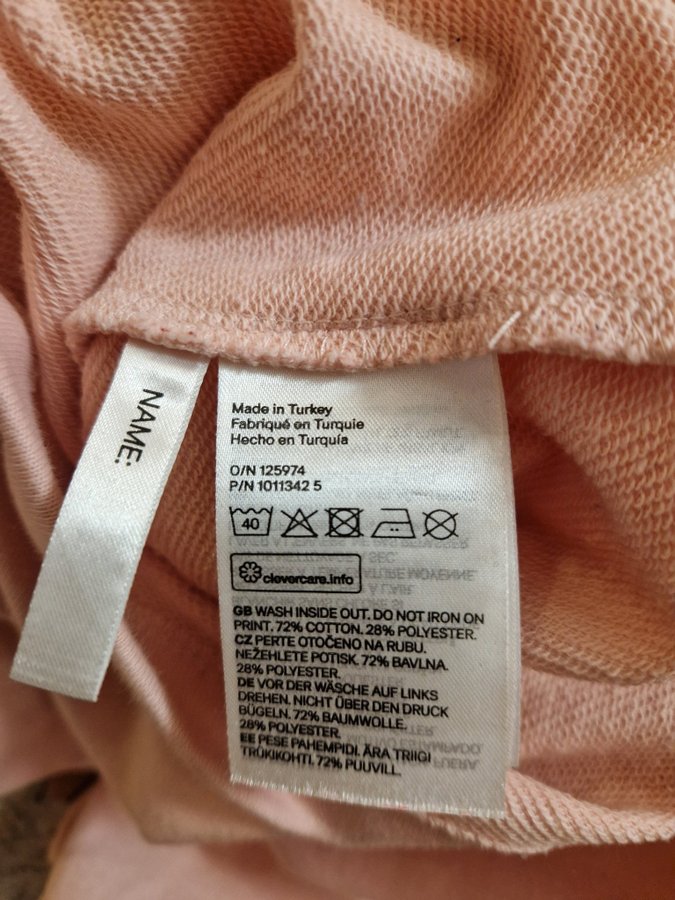 NAME:
Made in Turkey
Fabriqué en Turquie
Hecho en Turquía
O/N 125974
P/N 1011342 5
40
clevercare.info
GB WASH INSIDE OUT. DO NOT IRON ON
PRINT. 72% COTTON. 28% POLYESTER.
CZ PERTE OTOČENO NA RUBU.
NEŽEHLETE POTISK. 72% BAVLNA.
28% POLYESTER.
DE VOR DER WÄSCHE AUF LINKS
DREHEN. NICHT ÜBER DEN DRUCK
BÜGELN. 72% BAUMWOLLE.
28% POLYESTER.
EE PESE PAHEMPIDI. ÄRA TRIIGI
TRÜKIKOHTI. 72% PUUVILL.